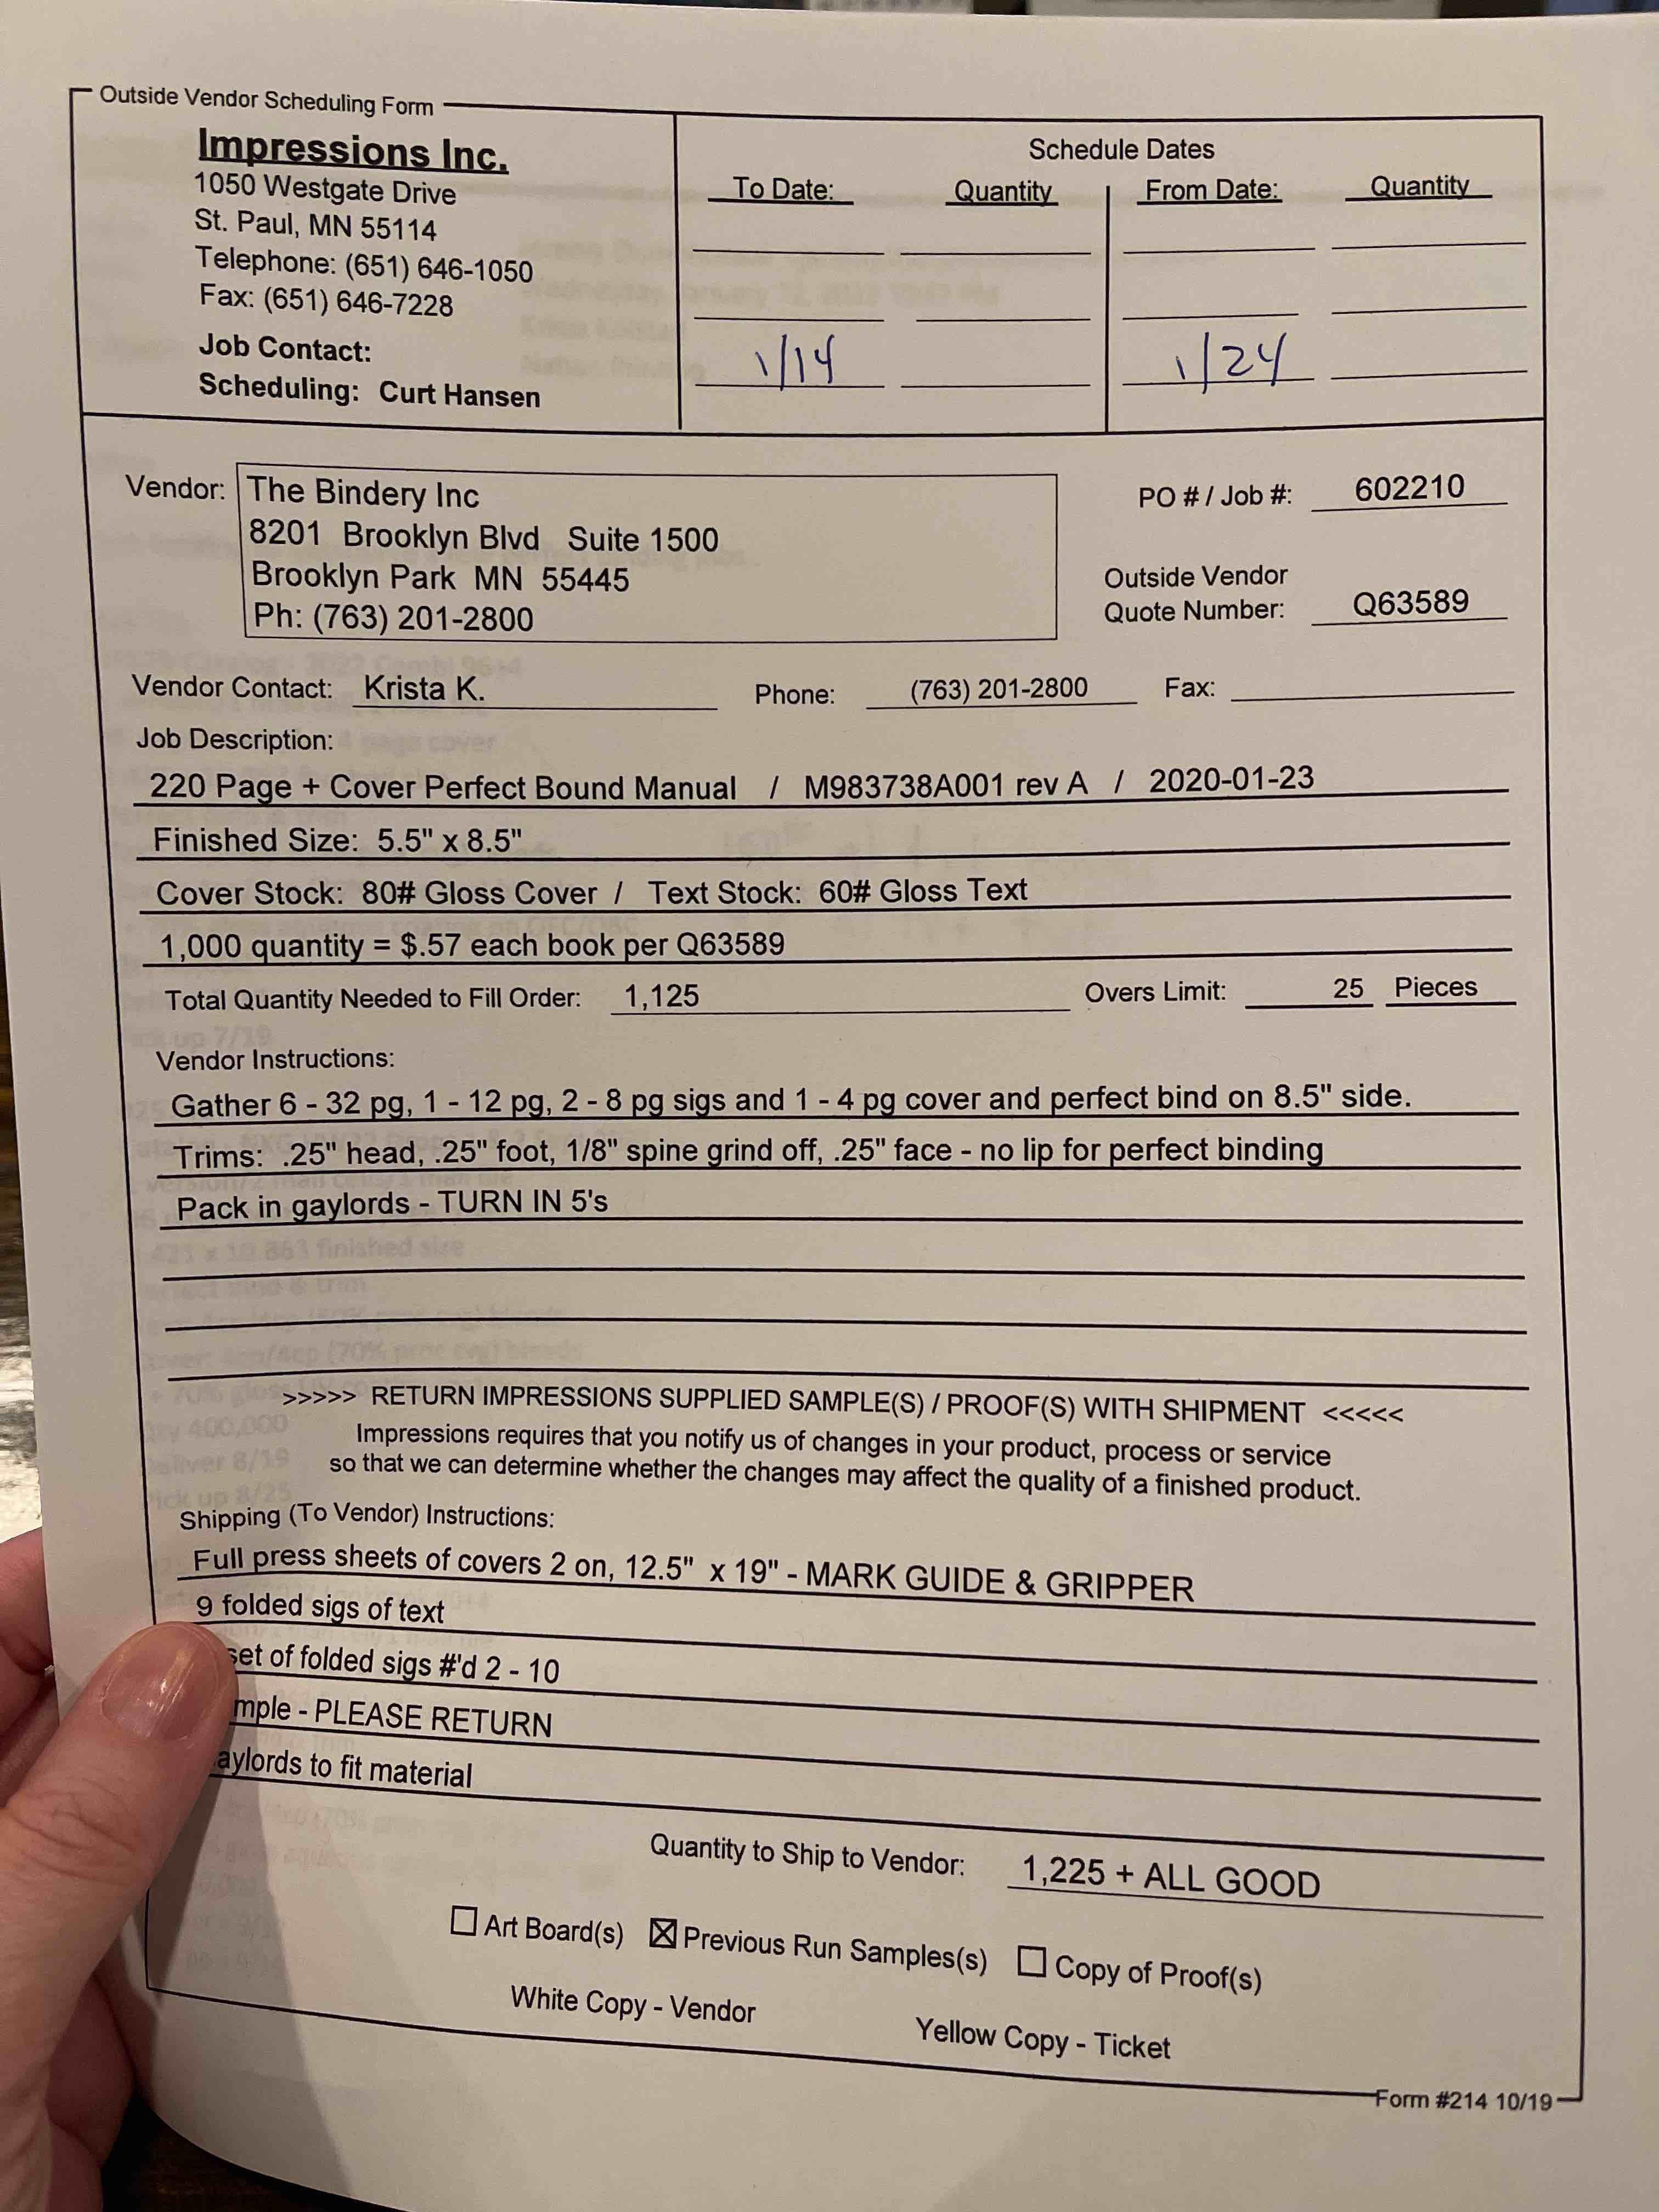 Outside Vendor Scheduling Form
Impressions Inc.
1050 Westgate Drive
St. Paul, MN 55114
Telephone: (651) 646-1050
Fax: (651) 646-7228
Job Contact:
Scheduling: Curt Hansen
Schedule Dates
To Date: Quantity From Date: Quantity
1/14 1/24
Vendor: The Bindery Inc
8201 Brooklyn Blvd Suite 1500
Brooklyn Park MN 55445
Ph: (763) 201-2800
PO # / Job #: 602210
Outside Vendor
Quote Number: Q63589
Vendor Contact: Krista K. Phone: (763) 201-2800 Fax:
Job Description:
220 Page + Cover Perfect Bound Manual / M983738A001 rev A / 2020-01-23
Finished Size: 5.5" x 8.5"
Cover Stock: 80# Gloss Cover / Text Stock: 60# Gloss Text
1,000 quantity = $.57 each book per Q63589
Total Quantity Needed to Fill Order: 1,125 Overs Limit: 25 Pieces
Vendor Instructions:
Gather 6 - 32 pg, 1 - 12 pg, 2 - 8 pg sigs and 1 - 4 pg cover and perfect bind on 8.5" side.
Trims: .25" head, .25" foot, 1/8" spine grind off, .25" face - no lip for perfect binding
Pack in gaylords - TURN IN 5's
>>>>> RETURN IMPRESSIONS SUPPLIED SAMPLE(S) / PROOF(S) WITH SHIPMENT <<<<<
Impressions requires that you notify us of changes in your product, process or service
so that we can determine whether the changes may affect the quality of a finished product.
Shipping (To Vendor) Instructions:
Full press sheets of covers 2 on, 12.5" x 19" - MARK GUIDE & GRIPPER
9 folded sigs of text
set of folded sigs #'d 2 - 10
mple - PLEASE RETURN
aylords to fit material
Quantity to Ship to Vendor: 1,225 + ALL GOOD
☐ Art Board(s) ☒ Previous Run Samples(s) ☐ Copy of Proof(s)
White Copy - Vendor Yellow Copy - Ticket
Form #214 10/19